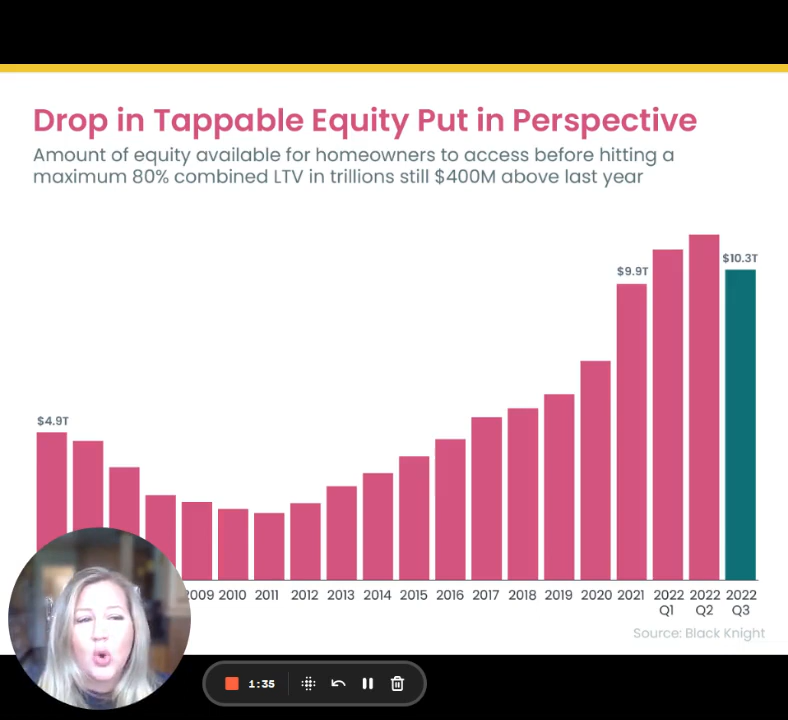 Drop in Tappable Equity Put in Perspective
Amount of equity available for homeowners to access before hitting a
maximum 80% combined LTV in trillions still $400M above last year
$10.3T
$9.9T
$4.9T
2010 2011 2012 2013 2014 2015 2016 2017 2018 2019 2020 2021 2022 2022 2022
Q1 Q2 Q3
Source: Black Knight
1:35